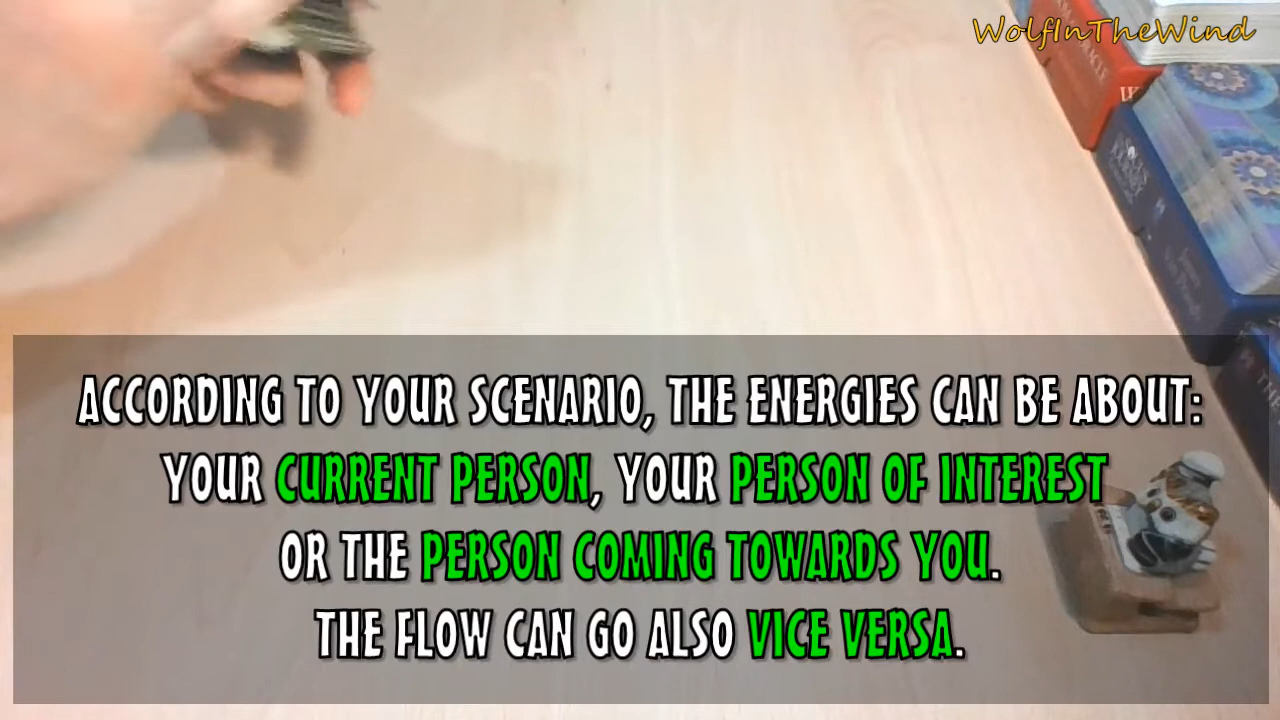 WolfInTheWind
ORACLE
ACCORDING TO YOUR SCENARIO, THE ENERGIES CAN BE ABOUT:
YOUR CURRENT PERSON, YOUR PERSON OF INTEREST
OR THE PERSON COMING TOWARDS YOU.
THE FLOW CAN GO ALSO VICE VERSA.